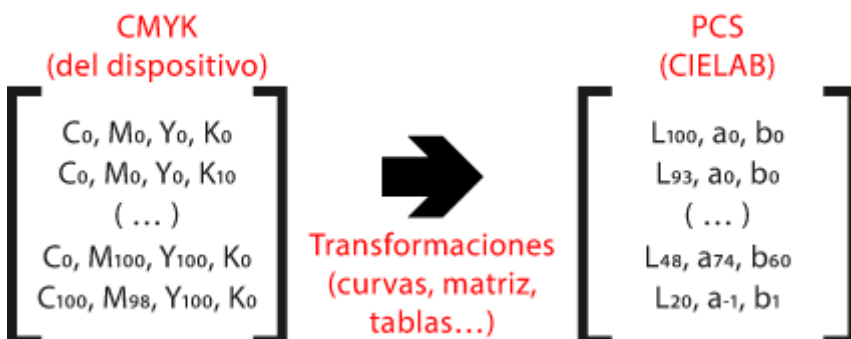 CMYK
(del dispositivo)
C0, M0, Y0, K0
C0, M0, Y0, K10
( ... )
C0, M100, Y100, K0
C100, M98, Y100, K0
Transformaciones
(curvas, matriz,
tablas...)
PCS
(CIELAB)
L100, a0, b0
L93, a0, b0
( ... )
L48, a74, b60
L20, a-1, b1